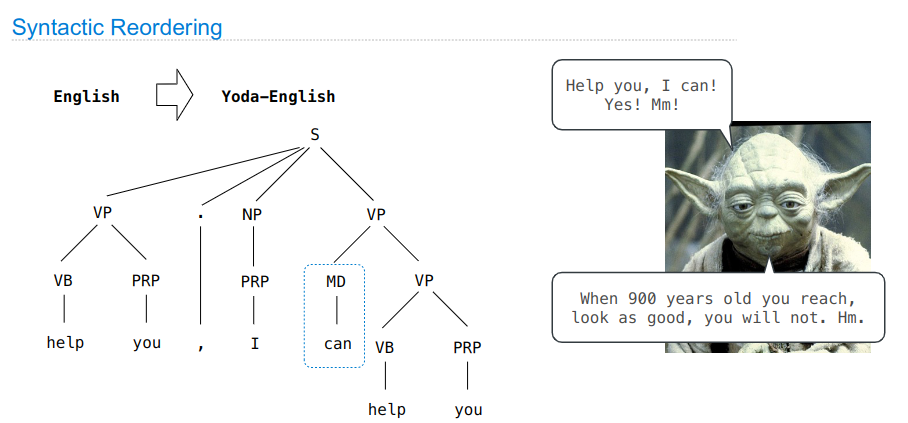 Syntactic Reordering
English
Yoda-English
Help you, I can!
Yes! Mm!
S
VP . NP VP
VB PRP PRP MD VP
help you , I can
VB PRP
help you
When 900 years old you reach,
look as good, you will not. Hm.